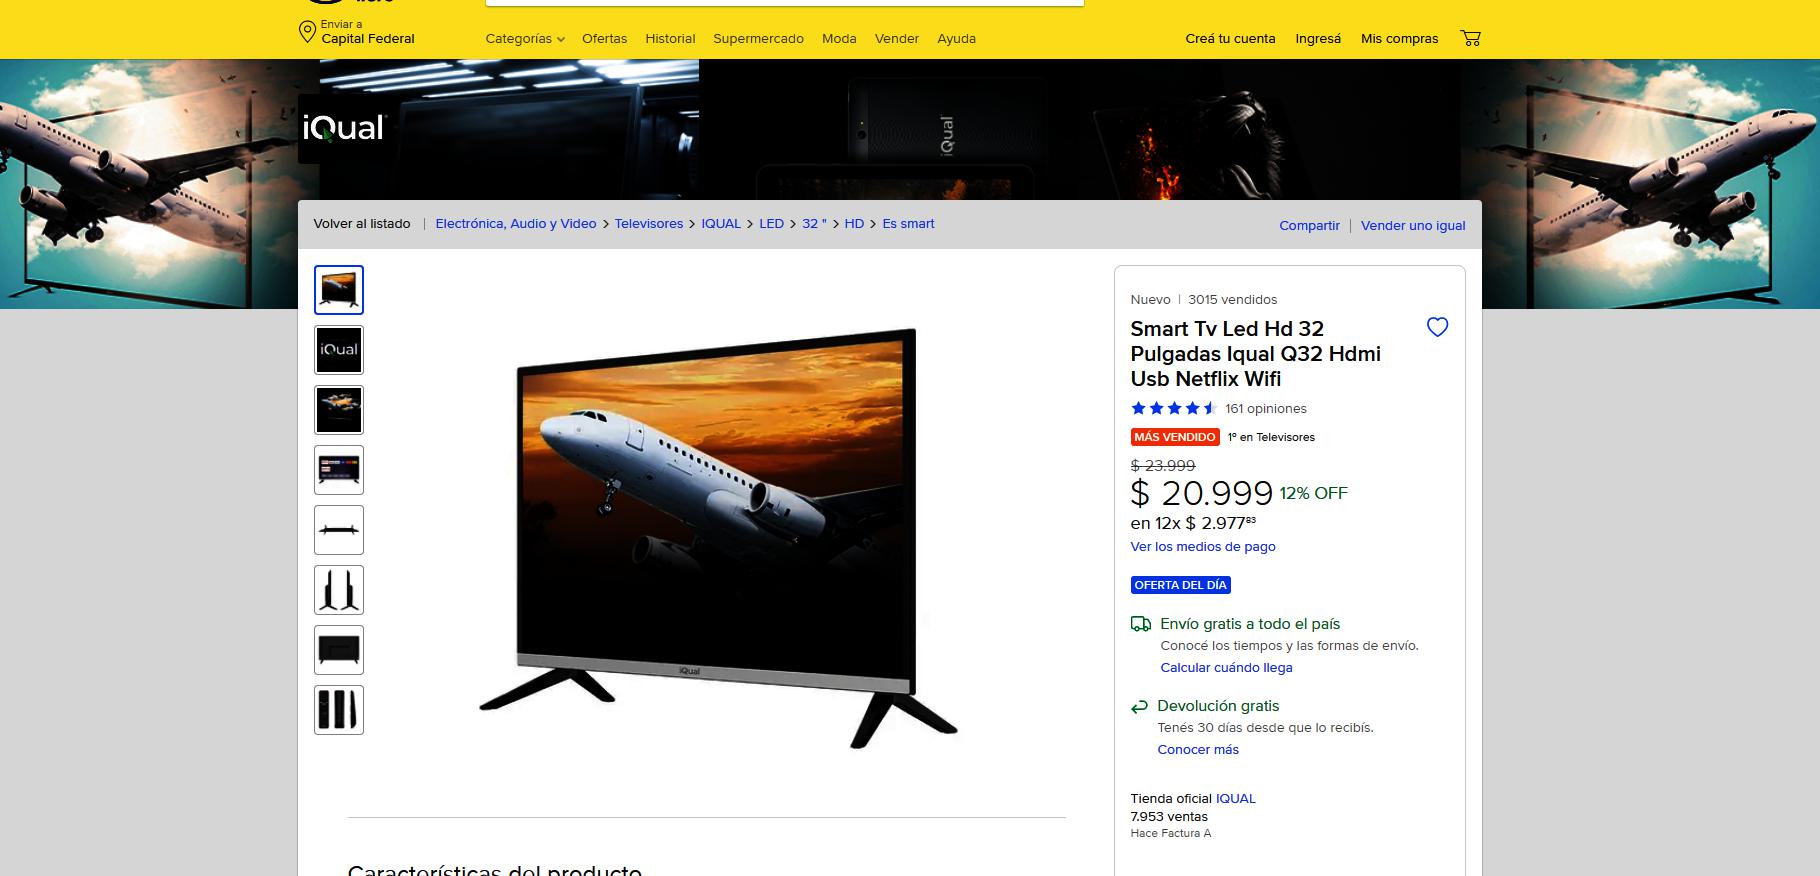 Enviar a
Capital Federal
Categorías
Ofertas
Historial
Supermercado
Moda
Vender
Ayuda
Creá tu cuenta
Ingresá
Mis compras
iQual
iQual
Volver al listado | Electrónica, Audio y Video > Televisores > IQUAL > LED > 32 " > HD > Es smart
Compartir | Vender uno igual
iQual
iQual
Nuevo | 3015 vendidos
Smart Tv Led Hd 32
Pulgadas Iqual Q32 Hdmi
Usb Netflix Wifi
161 opiniones
MÁS VENDIDO 1º en Televisores
$ 23.999
$ 20.999 12% OFF
en 12x $ 2.977⁸³
Ver los medios de pago
OFERTA DEL DÍA
Envío gratis a todo el país
Conocé los tiempos y las formas de envío.
Calcular cuándo llega
Devolución gratis
Tenés 30 días desde que lo recibís.
Conocer más
Tienda oficial IQUAL
7.953 ventas
Hace Factura A
Características del producto